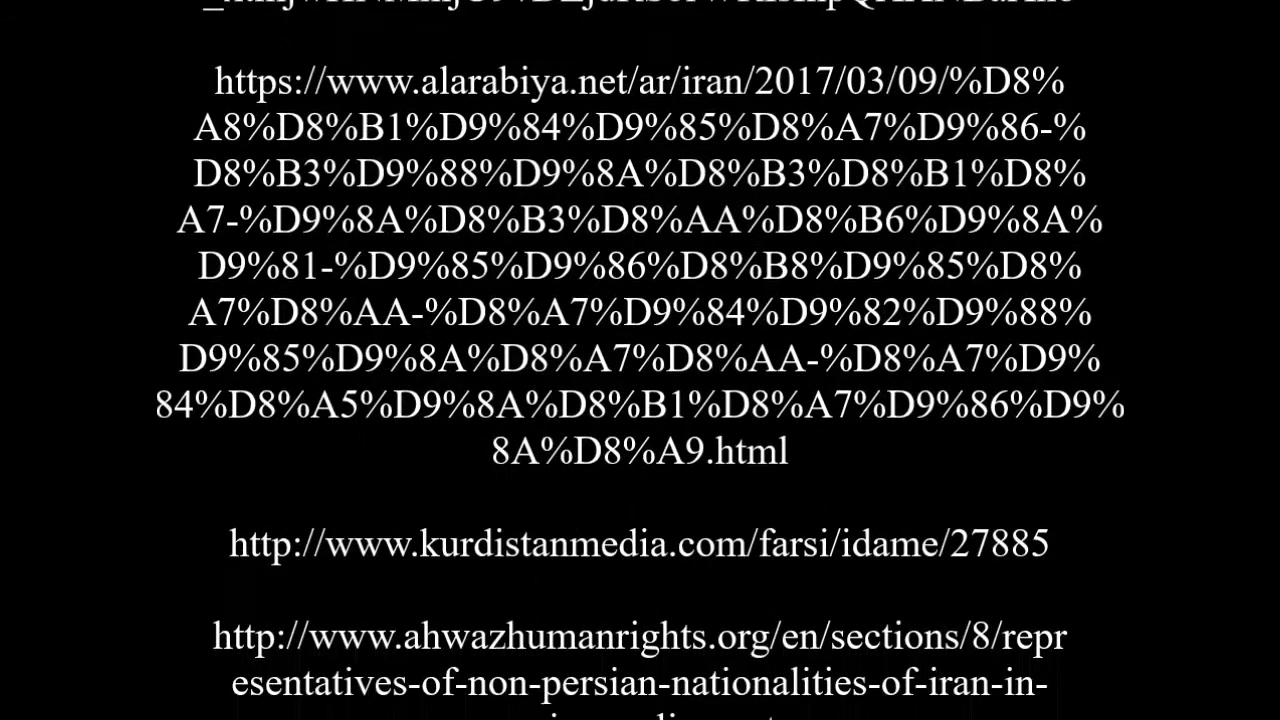 https://www.alarabiya.net/ar/iran/2017/03/09/%D8%
A8%D8%B1%D9%84%D9%85%D8%A7%D9%86-%
D8%B3%D9%88%D9%8A%D8%B3%D8%B1%D8%
A7-%D9%8A%D8%B3%D8%AA%D8%B6%D9%8A%
D9%81-%D9%85%D9%86%D8%B8%D9%85%D8%
A7%D8%AA-%D8%A7%D9%84%D9%82%D9%88%
D9%85%D9%8A%D8%A7%D8%AA-%D8%A7%D9%
84%D8%A5%D9%8A%D8%B1%D8%A7%D9%86%D9%
8A%D8%A9.html
http://www.kurdistanmedia.com/farsi/idame/27885
http://www.ahwazhumanrights.org/en/sections/8/repr
esentatives-of-non-persian-nationalities-of-iran-in-